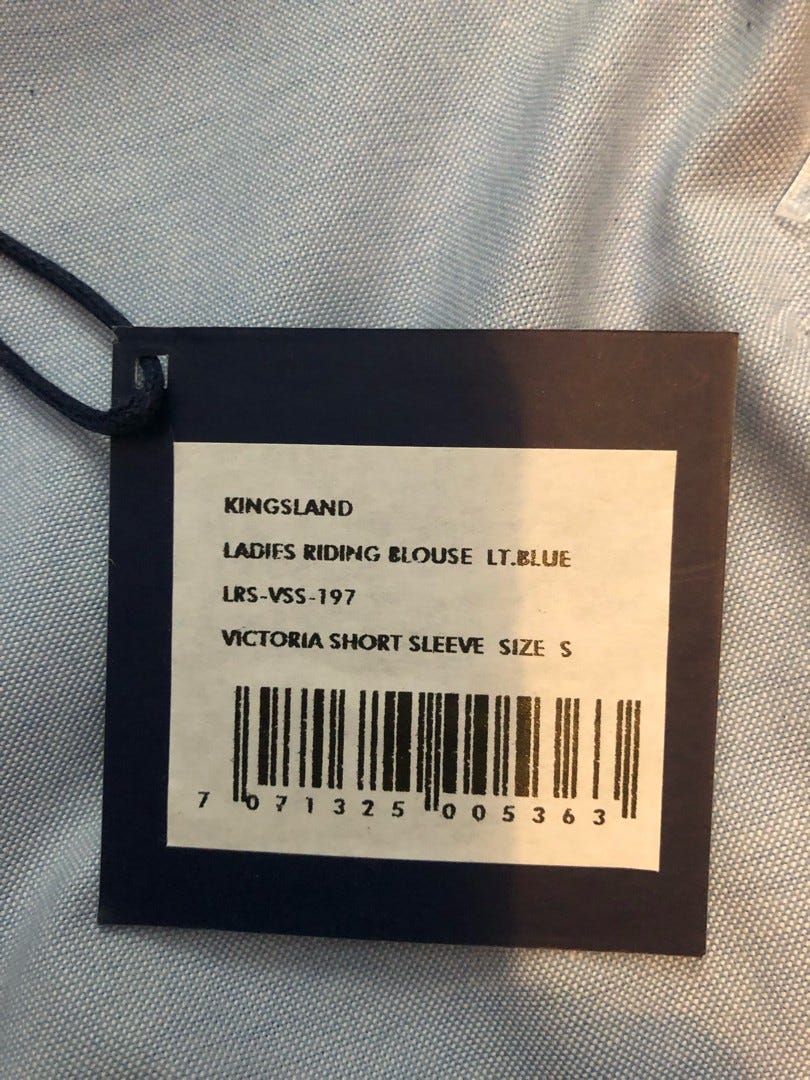 KINGSLAND
LADIES RIDING BLOUSE LT.BLUE
LRS-VSS-197
VICTORIA SHORT SLEEVE SIZE S
7 071325 005363